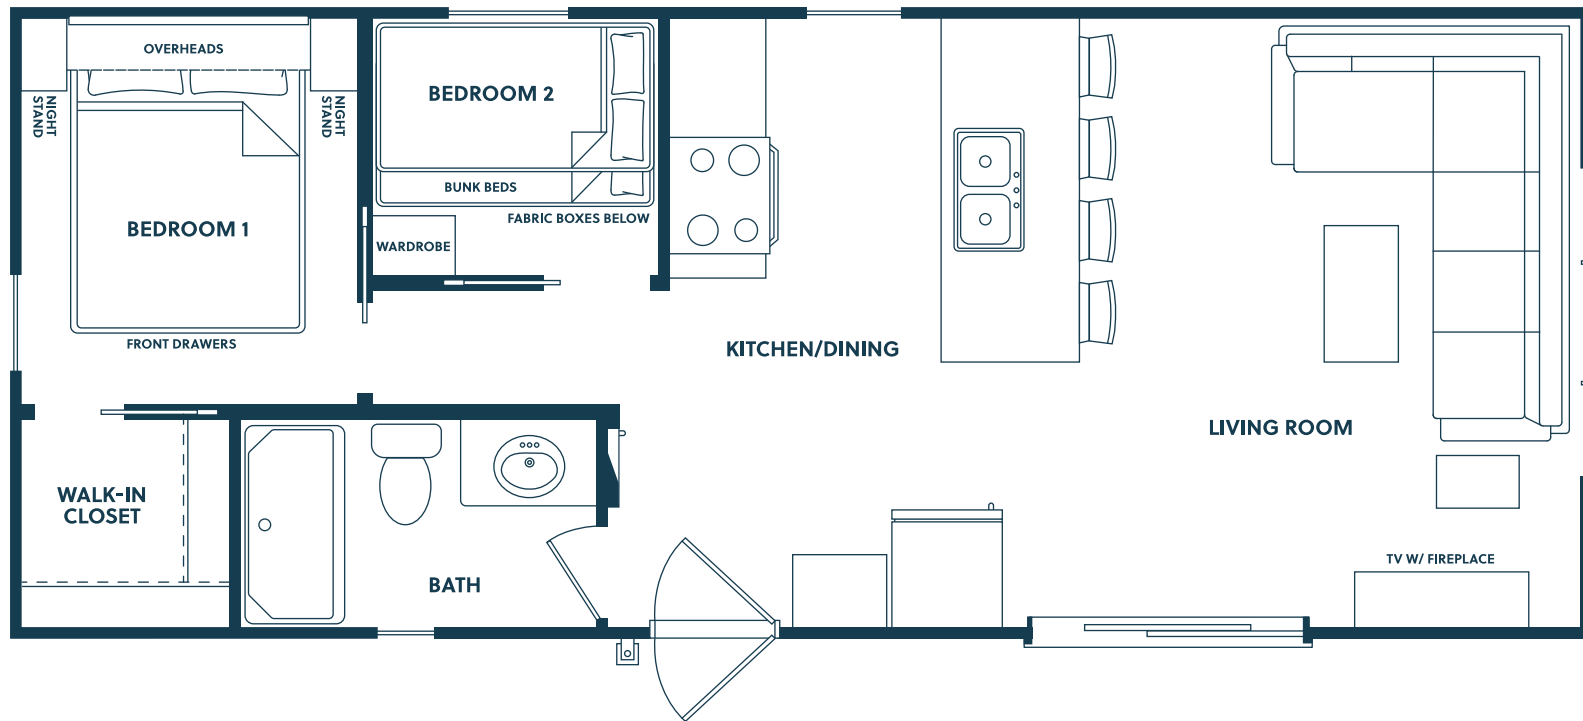 OVERHEADS
NIGHT
STAND
NIGHT
STAND
BEDROOM 1
FRONT DRAWERS
BEDROOM 2
BUNK BEDS
FABRIC BOXES BELOW
WARDROBE
KITCHEN/DINING
LIVING ROOM
WALK-IN
CLOSET
BATH
TV W/ FIREPLACE